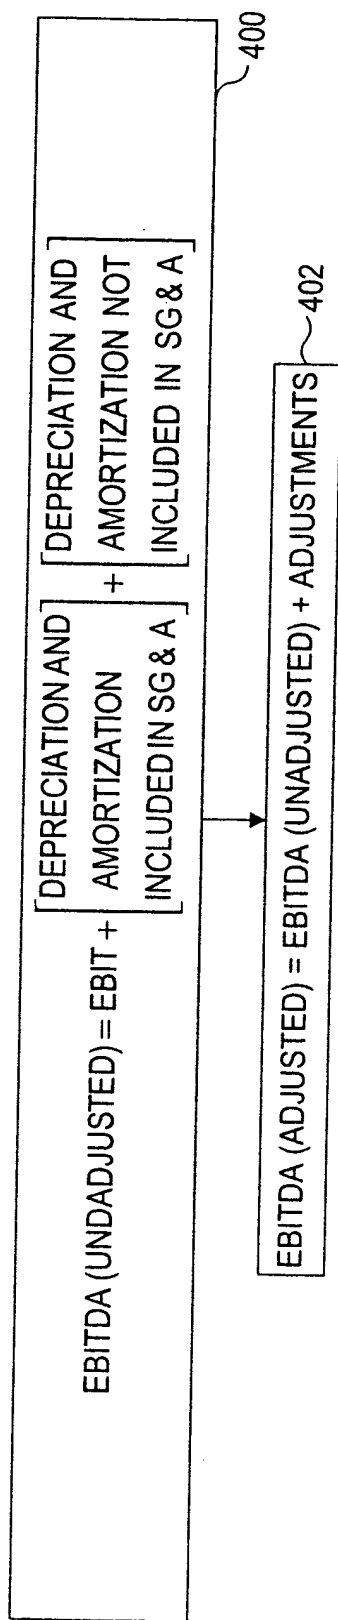 EBITDA (UNDADJUSTED) = EBIT + [DEPRECIATION AND AMORTIZATION INCLUDED IN SG & A] + [DEPRECIATION AND AMORTIZATION NOT INCLUDED IN SG & A]
400
EBITDA (ADJUSTED) = EBITDA (UNADJUSTED) + ADJUSTMENTS
402